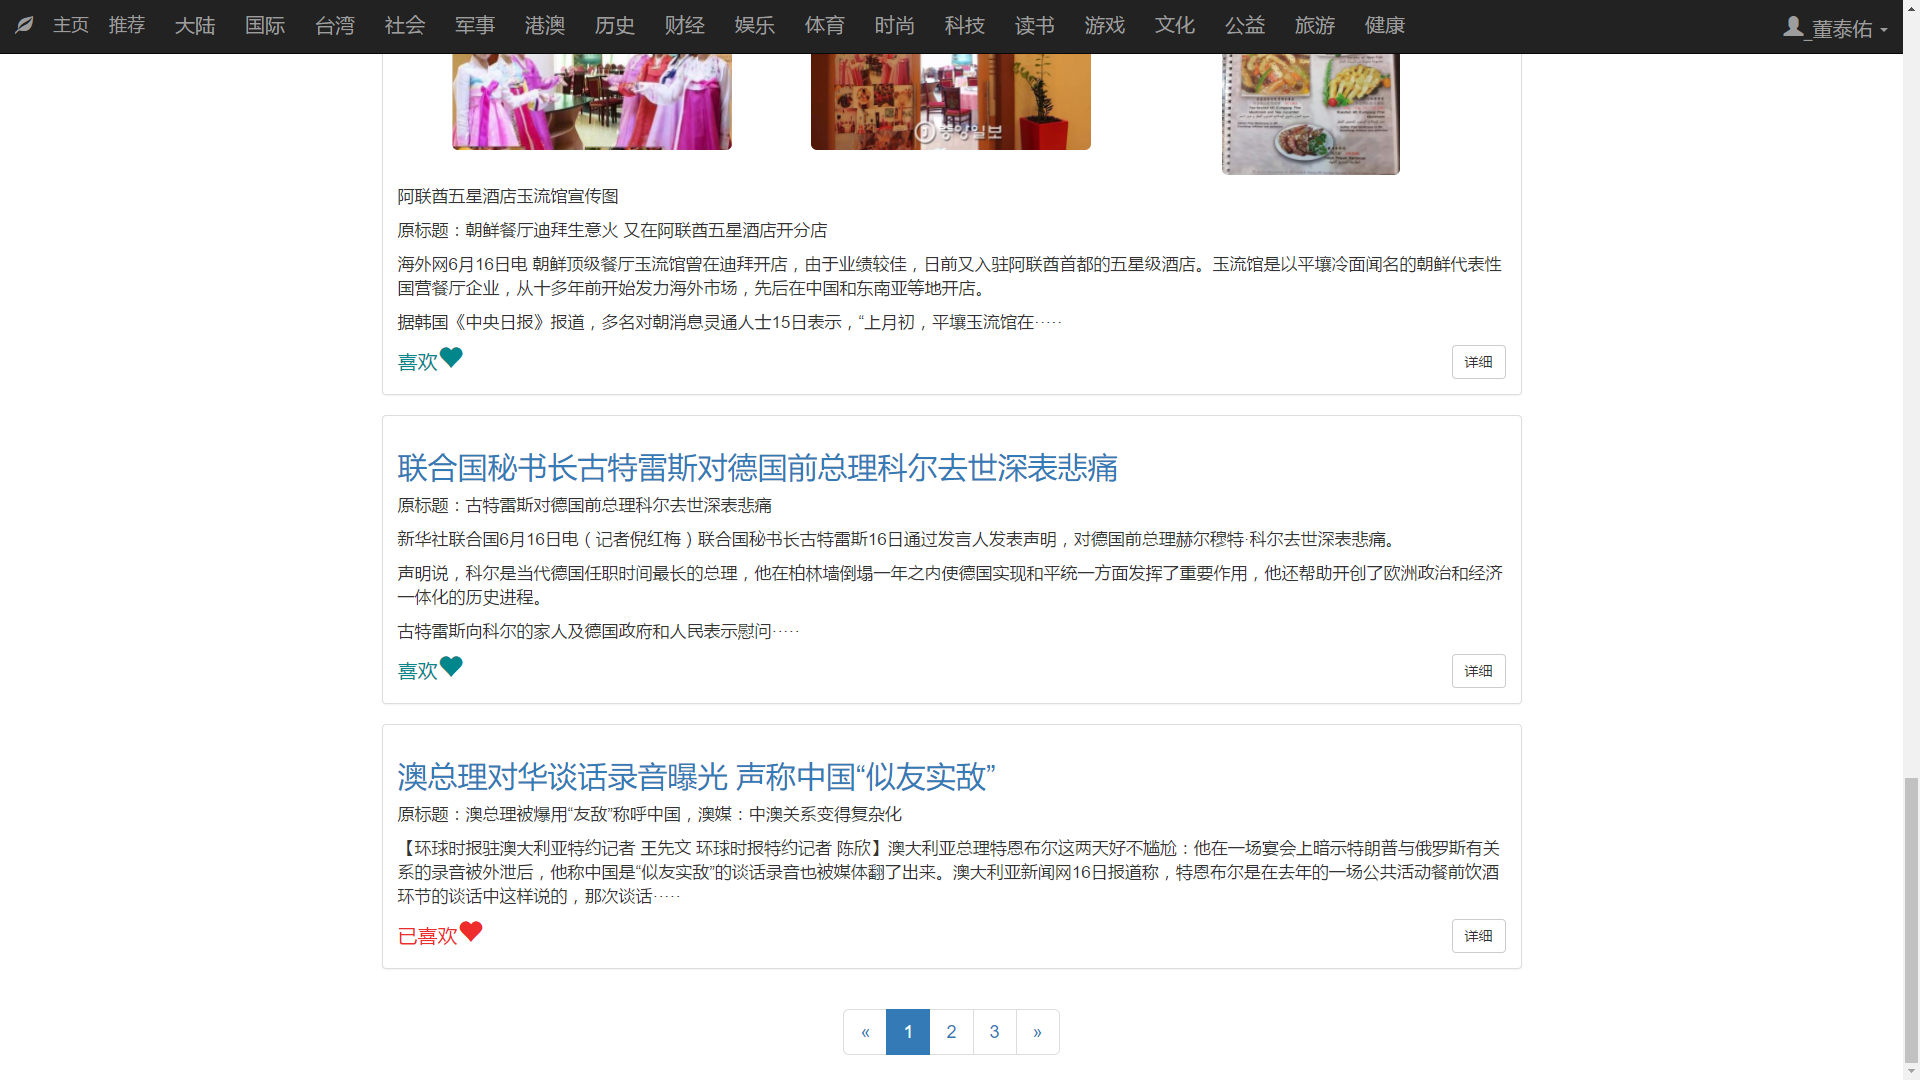 主页 推荐 大陆 国际 台湾 社会 军事 港澳 历史 财经 娱乐 体育 时尚 科技 读书 游戏 文化 公益 旅游 健康 _董泰佑
中앙일보
阿联酋五星酒店玉流馆宣传图
原标题：朝鲜餐厅迪拜生意火 又在阿联酋五星酒店开分店
海外网6月16日电 朝鲜顶级餐厅玉流馆曾在迪拜开店，由于业绩较佳，日前又入驻阿联酋首都的五星级酒店。玉流馆是以平壤冷面闻名的朝鲜代表性
国营餐厅企业，从十多年前开始发力海外市场，先后在中国和东南亚等地开店。
据韩国《中央日报》报道，多名对朝消息灵通人士15日表示，“上月初，平壤玉流馆在·····
喜欢 详细
联合国秘书长古特雷斯对德国前总理科尔去世深表悲痛
原标题：古特雷斯对德国前总理科尔去世深表悲痛
新华社联合国6月16日电（记者倪红梅）联合国秘书长古特雷斯16日通过发言人发表声明，对德国前总理赫尔穆特·科尔去世深表悲痛。
声明说，科尔是当代德国任职时间最长的总理，他在柏林墙倒塌一年之内使德国实现和平统一方面发挥了重要作用，他还帮助开创了欧洲政治和经济
一体化的历史进程。
古特雷斯向科尔的家人及德国政府和人民表示慰问·····
喜欢 详细
澳总理对华谈话录音曝光 声称中国“似友实敌”
原标题：澳总理被爆用“友敌”称呼中国，澳媒：中澳关系变得复杂化
【环球时报驻澳大利亚特约记者 王先文 环球时报特约记者 陈欣】澳大利亚总理特恩布尔这两天好不尴尬：他在一场宴会上暗示特朗普与俄罗斯有关
系的录音被外泄后，他称中国是“似友实敌”的谈话录音也被媒体翻了出来。澳大利亚新闻网16日报道称，特恩布尔是在去年的一场公共活动餐前饮酒
环节的谈话中这样说的，那次谈话·····
已喜欢 详细
« 1 2 3 »